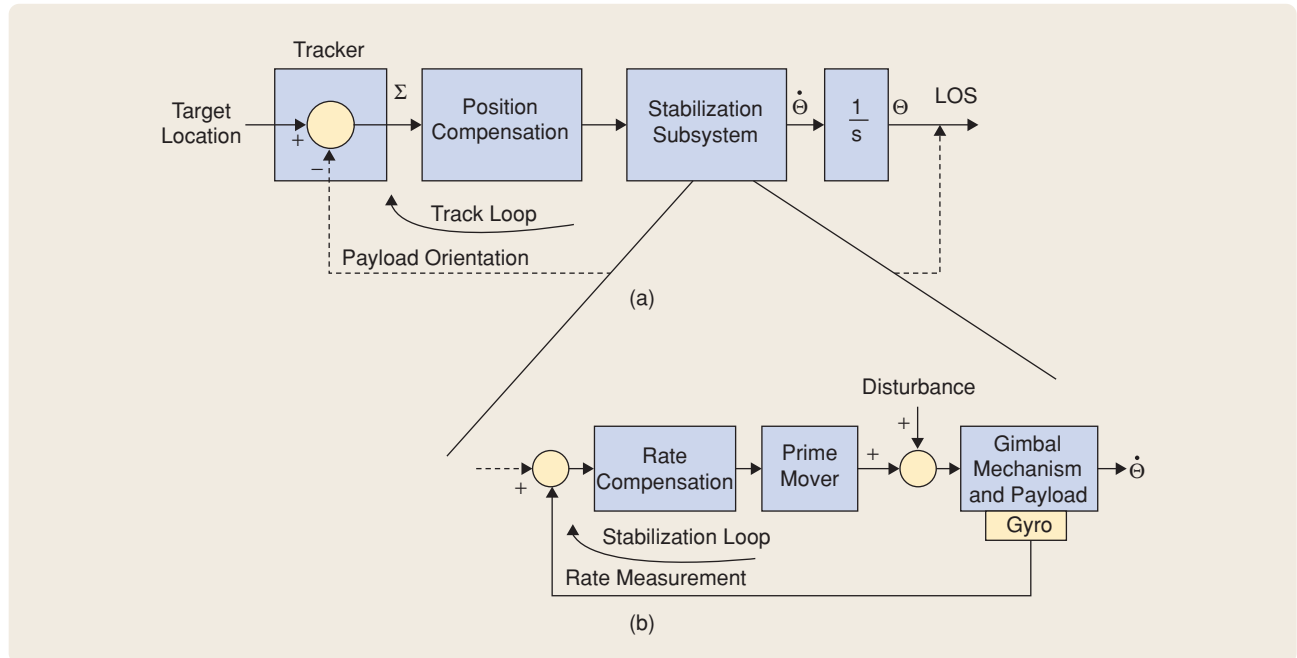 Tracker
Target
Location
+
−
Σ
Position
Compensation
Stabilization
Subsystem
Θ̇
1
s
Θ
LOS
Track Loop
Payload Orientation
(a)
Disturbance
+
+
Rate
Compensation
Prime
Mover
+
Gimbal
Mechanism
and Payload
Θ̇
Gyro
Stabilization Loop
Rate Measurement
(b)